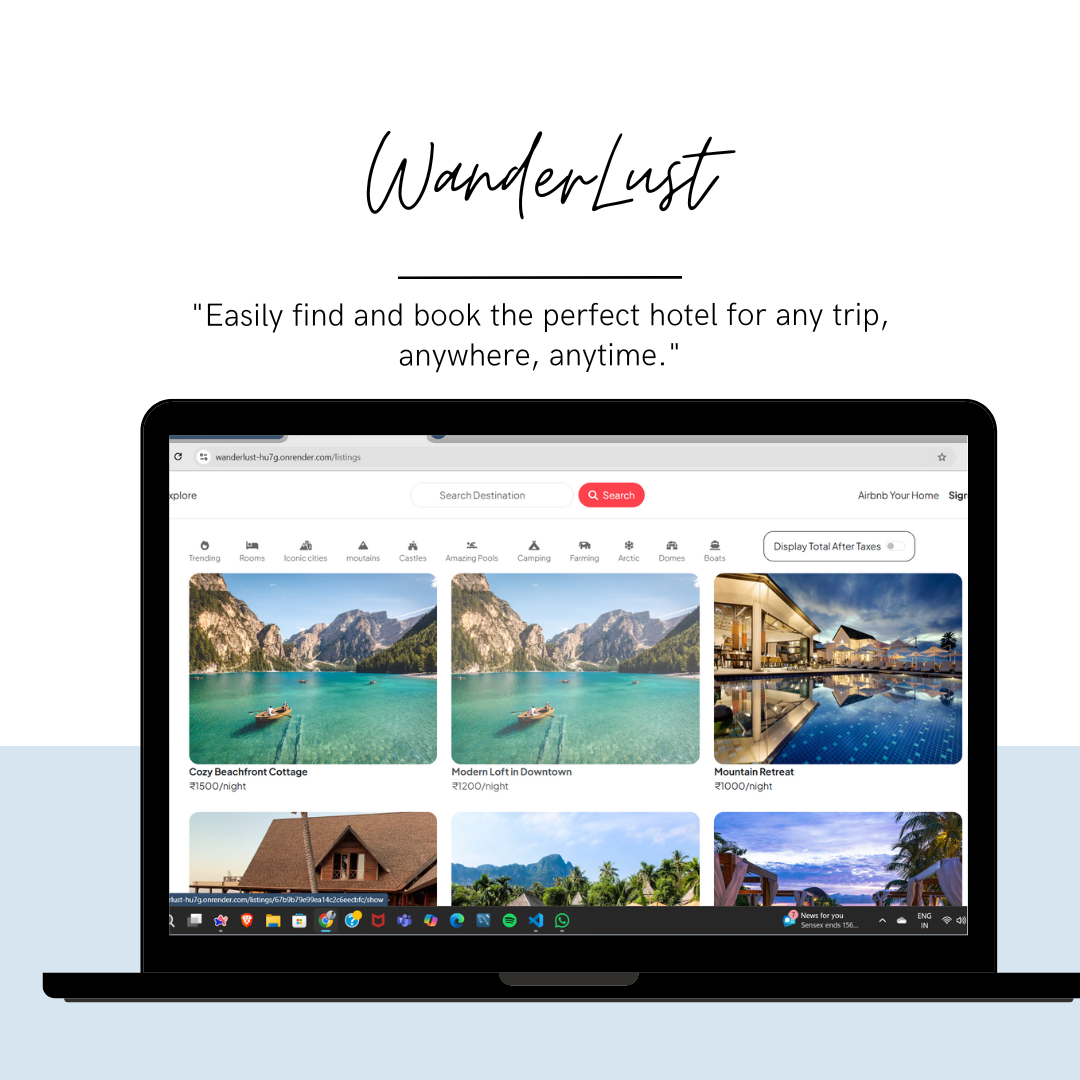 WanderLust
"Easily find and book the perfect hotel for any trip,
anywhere, anytime."
wanderlust-hu7g.onrender.com/listings
xplore
Search Destination
Search
Airbnb Your Home
Sign
Trending
Rooms
Iconic cities
moutains
Castles
Amazing Pools
Camping
Farming
Arctic
Domes
Boats
Display Total After Taxes
Cozy Beachfront Cottage
₹1500/night
Modern Loft in Downtown
₹1200/night
Mountain Retreat
₹1000/night
rlust-hu7g.onrender.com/listings/67b9b79e99ea14c2c6eecbfc/show
News for you
Sensex ends 156...
ENG
IN